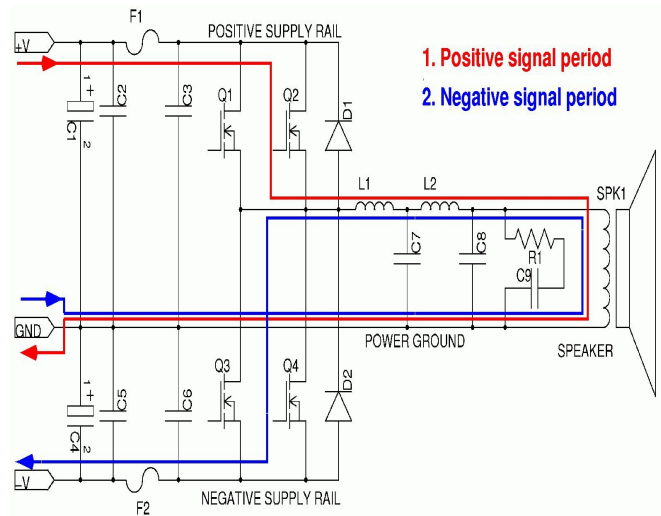 F1
+V
POSITIVE SUPPLY RAIL
1. Positive signal period
2. Negative signal period
1
+
C1
2
C2
C3
Q1
Q2
D1
L1
L2
SPK1
C7
C8
R1
C9
GND
POWER GROUND
SPEAKER
1
+
C4
2
C5
C6
Q3
Q4
D2
-V
F2
NEGATIVE SUPPLY RAIL